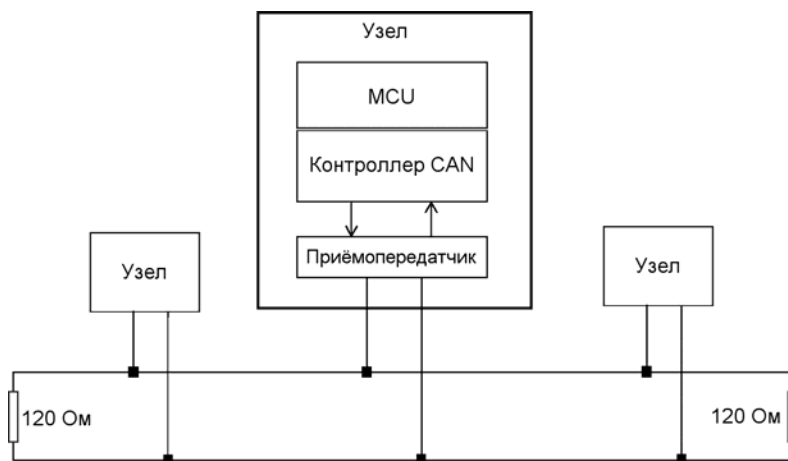 Узел
MCU
Контроллер CAN
Приёмопередатчик
Узел
Узел
120 Ом
120 Ом